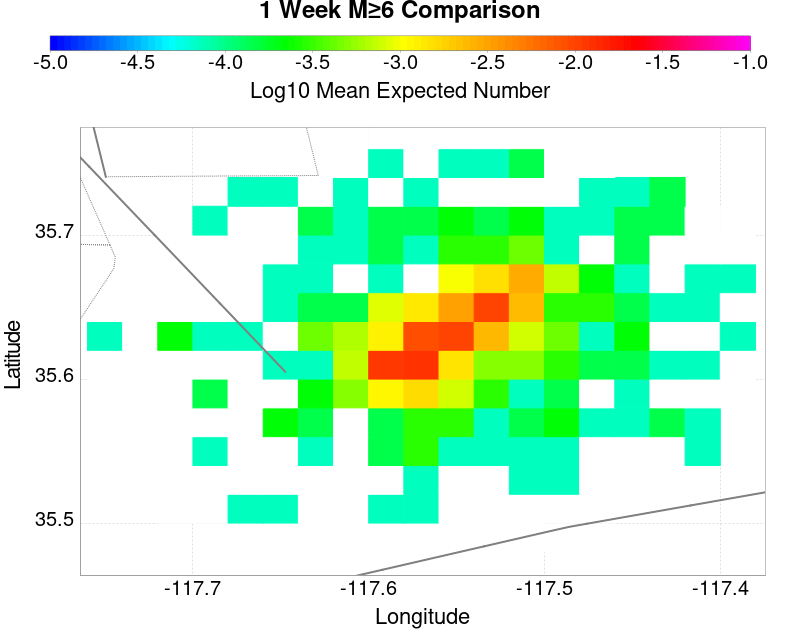 1 Week M≥6 Comparison
-5.0 -4.5 -4.0 -3.5 -3.0 -2.5 -2.0 -1.5 -1.0
Log10 Mean Expected Number
35.7
35.6
35.5
Latitude
-117.7 -117.6 -117.5 -117.4
Longitude